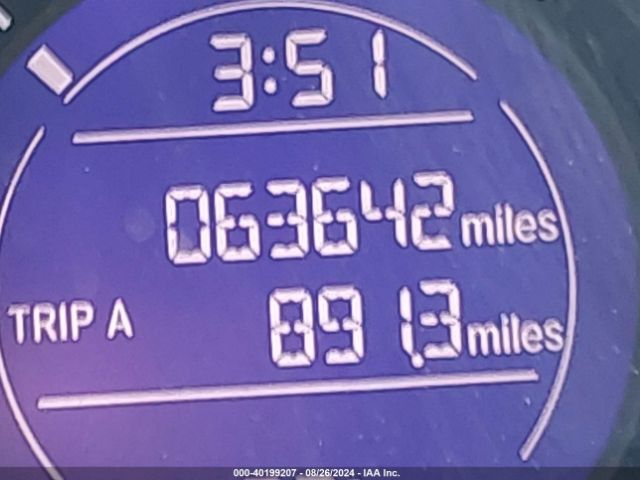 3:51
063642 miles
TRIP A 891.3 miles
000-40199207 - 08/26/2024 - IAA Inc.